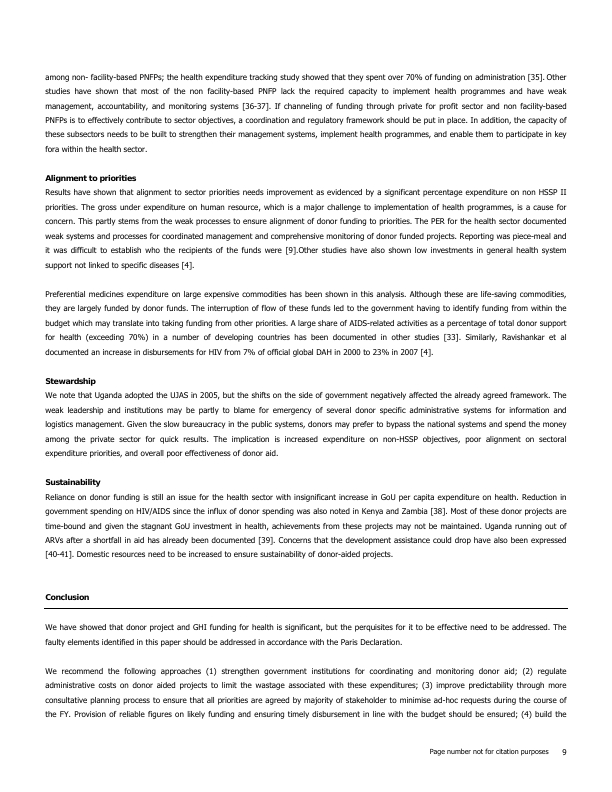 among non- facility-based PNFPs; the health expenditure tracking study showed that they spent over 70% of funding on administration [35]. Other
studies have shown that most of the non facility-based PNFP lack the required capacity to implement health programmes and have weak
management, accountability, and monitoring systems [36-37]. If channeling of funding through private for profit sector and non facility-based
PNFPs is to effectively contribute to sector objectives, a coordination and regulatory framework should be put in place. In addition, the capacity of
these subsectors needs to be built to strengthen their management systems, implement health programmes, and enable them to participate in key
fora within the health sector.
Alignment to priorities
Results have shown that alignment to sector priorities needs improvement as evidenced by a significant percentage expenditure on non HSSP II
priorities. The gross under expenditure on human resource, which is a major challenge to implementation of health programmes, is a cause for
concern. This partly stems from the weak processes to ensure alignment of donor funding to priorities. The PER for the health sector documented
weak systems and processes for coordinated management and comprehensive monitoring of donor funded projects. Reporting was piece-meal and
it was difficult to establish who the recipients of the funds were [9].Other studies have also shown low investments in general health system
support not linked to specific diseases [4].
Preferential medicines expenditure on large expensive commodities has been shown in this analysis. Although these are life-saving commodities,
they are largely funded by donor funds. The interruption of flow of these funds led to the government having to identify funding from within the
budget which may translate into taking funding from other priorities. A large share of AIDS-related activities as a percentage of total donor support
for health (exceeding 70%) in a number of developing countries has been documented in other studies [33]. Similarly, Ravishankar et al
documented an increase in disbursements for HIV from 7% of official global DAH in 2000 to 23% in 2007 [4].
Stewardship
We note that Uganda adopted the UJAS in 2005, but the shifts on the side of government negatively affected the already agreed framework. The
weak leadership and institutions may be partly to blame for emergency of several donor specific administrative systems for information and
logistics management. Given the slow bureaucracy in the public systems, donors may prefer to bypass the national systems and spend the money
among the private sector for quick results. The implication is increased expenditure on non-HSSP objectives, poor alignment on sectoral
expenditure priorities, and overall poor effectiveness of donor aid.
Sustainability
Reliance on donor funding is still an issue for the health sector with insignificant increase in GoU per capita expenditure on health. Reduction in
government spending on HIV/AIDS since the influx of donor spending was also noted in Kenya and Zambia [38]. Most of these donor projects are
time-bound and given the stagnant GoU investment in health, achievements from these projects may not be maintained. Uganda running out of
ARVs after a shortfall in aid has already been documented [39]. Concerns that the development assistance could drop have also been expressed
[40-41]. Domestic resources need to be increased to ensure sustainability of donor-aided projects.
Conclusion
We have showed that donor project and GHI funding for health is significant, but the perquisites for it to be effective need to be addressed. The
faulty elements identified in this paper should be addressed in accordance with the Paris Declaration.
We recommend the following approaches (1) strengthen government institutions for coordinating and monitoring donor aid; (2) regulate
administrative costs on donor aided projects to limit the wastage associated with these expenditures; (3) improve predictability through more
consultative planning process to ensure that all priorities are agreed by majority of stakeholder to minimise ad-hoc requests during the course of
the FY. Provision of reliable figures on likely funding and ensuring timely disbursement in line with the budget should be ensured; (4) build the
Page number not for citation purposes 9